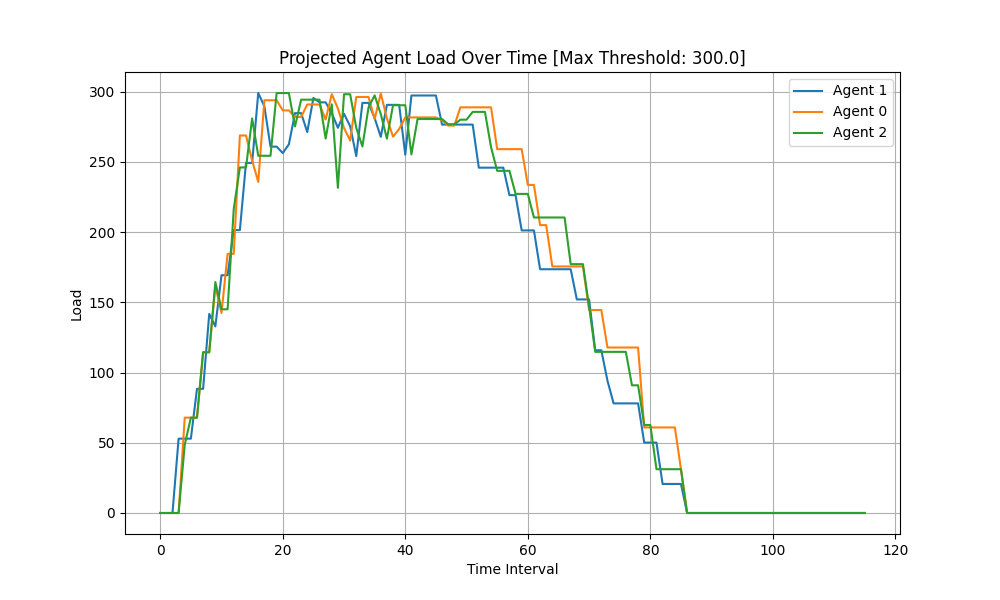 Projected Agent Load Over Time [Max Threshold: 300.0]
Agent 1
Agent 0
Agent 2
300
250
200
150
100
50
0
Load
0 20 40 60 80 100 120
Time Interval